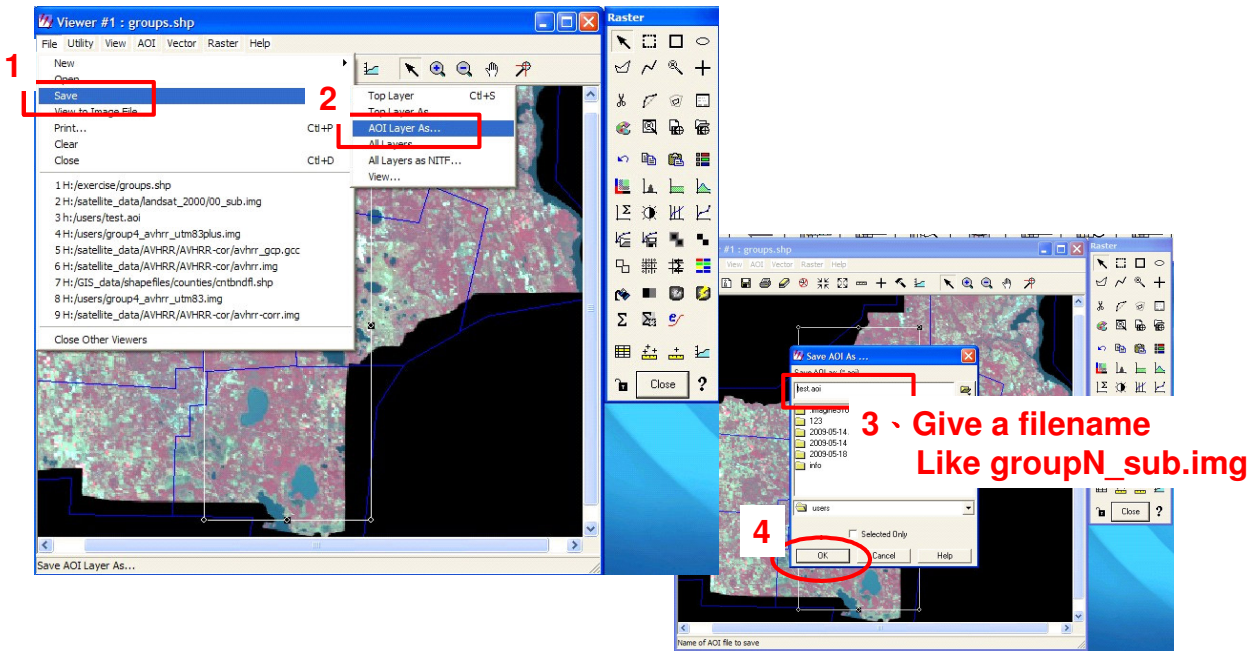 Viewer #1 : groups.shp
File Utility View AOI Vector Raster Help
1
New
Open
Save
View to Image File
Print... Ctl+P
Clear
Close Ctl+D
1 H:/exercise/groups.shp
2 H:/satellite_data/landsat_2000/00_sub.img
3 h:/users/test.aoi
4 H:/users/group4_avhrr_utm83plus.img
5 H:/satellite_data/AVHRR/AVHRR-cor/avhrr_gcp.gcc
6 H:/satellite_data/AVHRR/AVHRR-cor/avhrr.img
7 H:/GIS_data/shapefiles/counties/cntbndfl.shp
8 H:/users/group4_avhrr_utm83.img
9 H:/satellite_data/AVHRR/AVHRR-cor/avhrr-corr.img
Close Other Viewers
2
Top Layer Ctl+S
Top Layer As
AOI Layer As...
All Layers
All Layers as NITF...
View...
Save AOI Layer As...
Raster
Close ?
#1 : groups.shp
View AOI Vector Raster Help
Save AOI As ...
Save AOI as: (*.aoi)
test.aoi
123
2009-05-14
2009-05-14
2009-05-18
info
users
Selected Only
OK Cancel Help
Name of AOI file to save
Raster
Close ?
3、Give a filename
Like groupN_sub.img
4